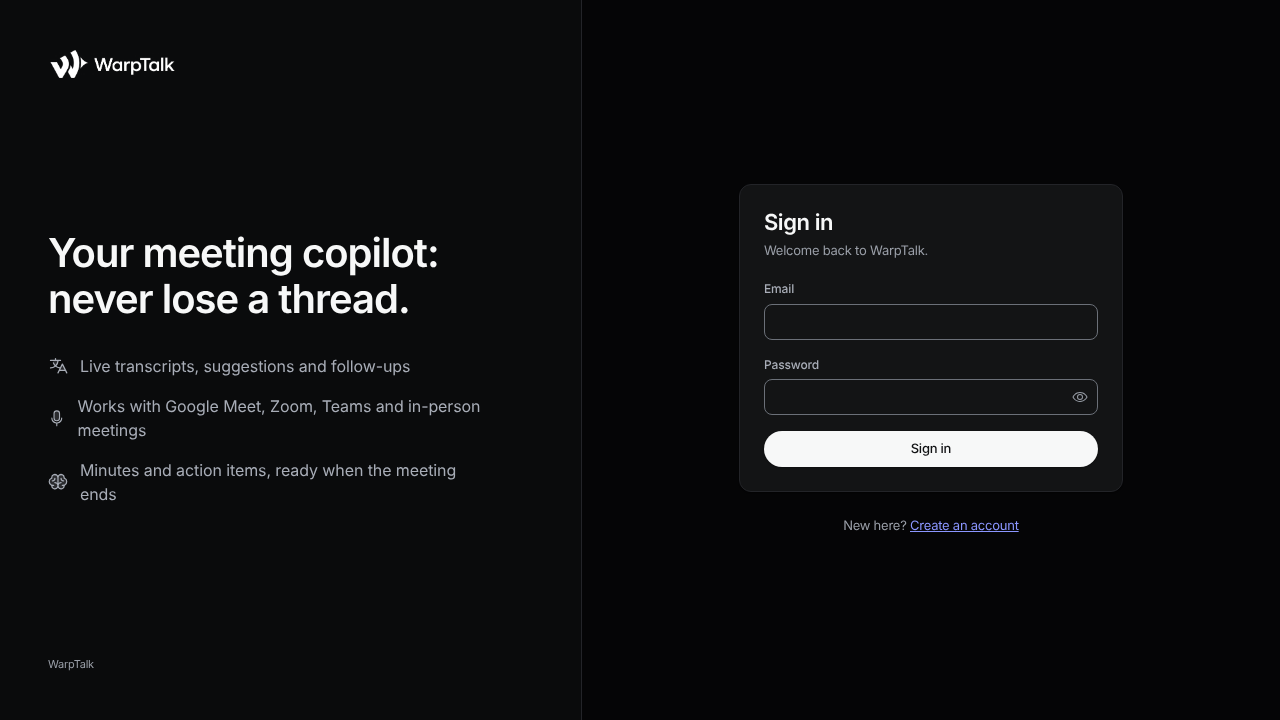 WarpTalk
Your meeting copilot:
never lose a thread.
Live transcripts, suggestions and follow-ups
Works with Google Meet, Zoom, Teams and in-person
meetings
Minutes and action items, ready when the meeting
ends
WarpTalk
Sign in
Welcome back to WarpTalk.
Email
Password
Sign in
New here? Create an account